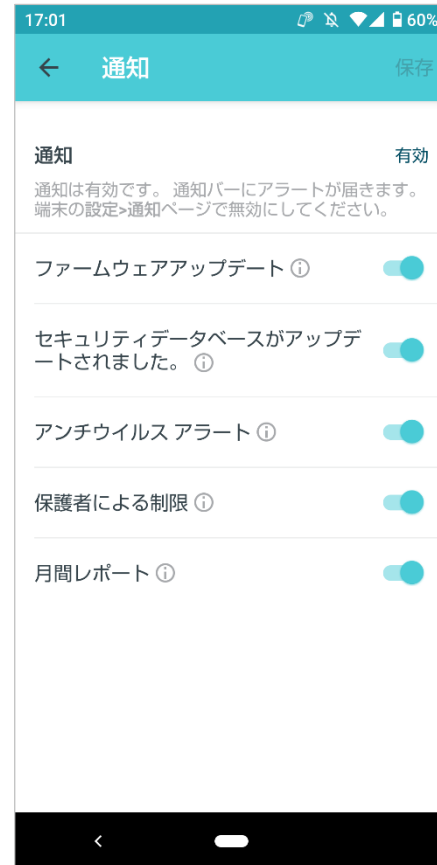 17:01 60%
通知 保存
通知 有効
通知は有効です。 通知バーにアラートが届きます。
端末の設定>通知ページで無効にしてください。
ファームウェアアップデート
セキュリティデータベースがアップデ
ートされました。
アンチウイルス アラート
保護者による制限
月間レポート